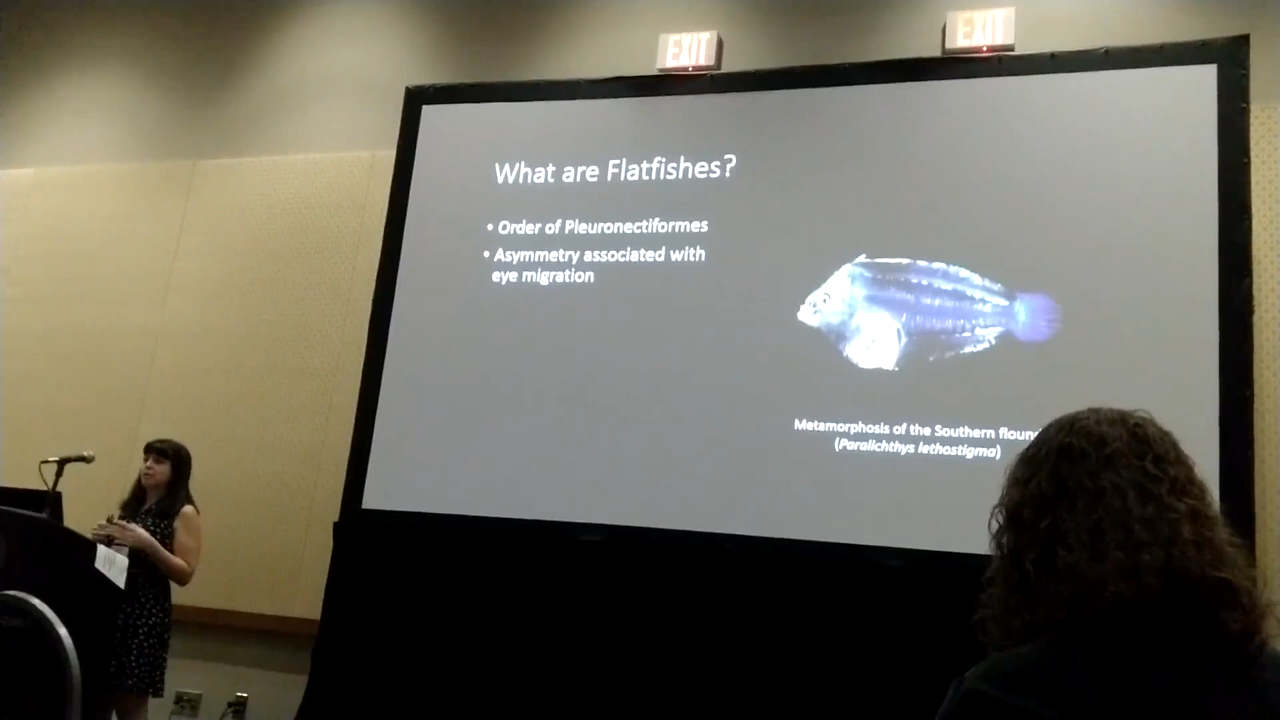 EXIT
EXIT
What are Flatfishes?
• Order of Pleuronectiformes
• Asymmetry associated with
eye migration
Metamorphosis of the Southern
(Paralichthys lethostigma)